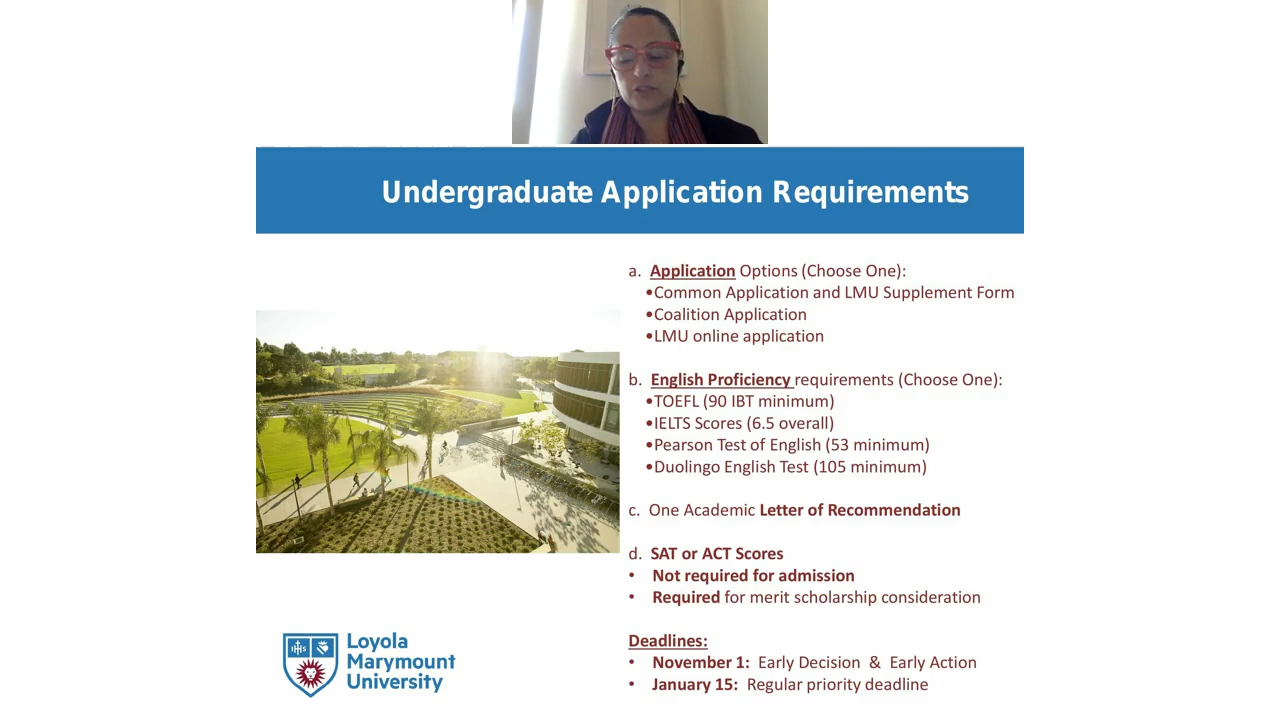 Undergraduate Application Requirements
a. Application Options (Choose One):
•Common Application and LMU Supplement Form
•Coalition Application
•LMU online application
b. English Proficiency requirements (Choose One):
•TOEFL (90 IBT minimum)
•IELTS Scores (6.5 overall)
•Pearson Test of English (53 minimum)
•Duolingo English Test (105 minimum)
c. One Academic Letter of Recommendation
d. SAT or ACT Scores
• Not required for admission
• Required for merit scholarship consideration
Deadlines:
• November 1: Early Decision & Early Action
• January 15: Regular priority deadline
IHS
Loyola
Marymount
University